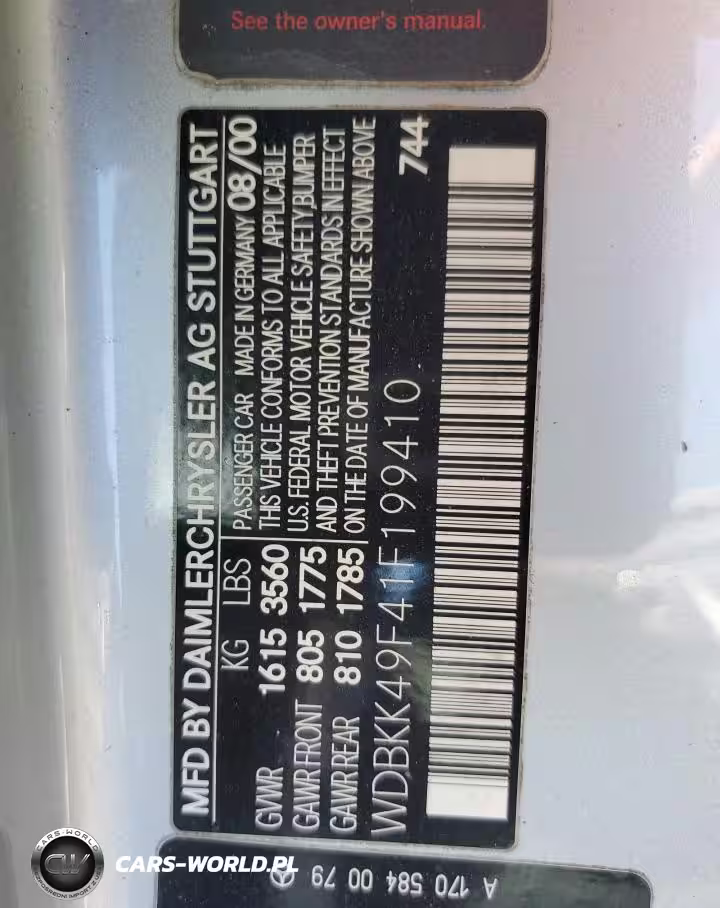 See the owner's manual.
MFD BY DAIMLERCHRYSLER AG STUTTGART
KG LBS
GVWR 1615 3560
GAWR FRONT 805 1775
GAWR REAR 810 1785
PASSENGER CAR MADE IN GERMANY 08/00
THIS VEHICLE CONFORMS TO ALL APPLICABLE
U.S. FEDERAL MOTOR VEHICLE SAFETY, BUMPER
AND THEFT PREVENTION STANDARDS IN EFFECT
ON THE DATE OF MANUFACTURE SHOWN ABOVE
WDBKK49F41F199410
744
A 170 584 00 79
CARS-WORLD
CW
CARS-WORLD.PL